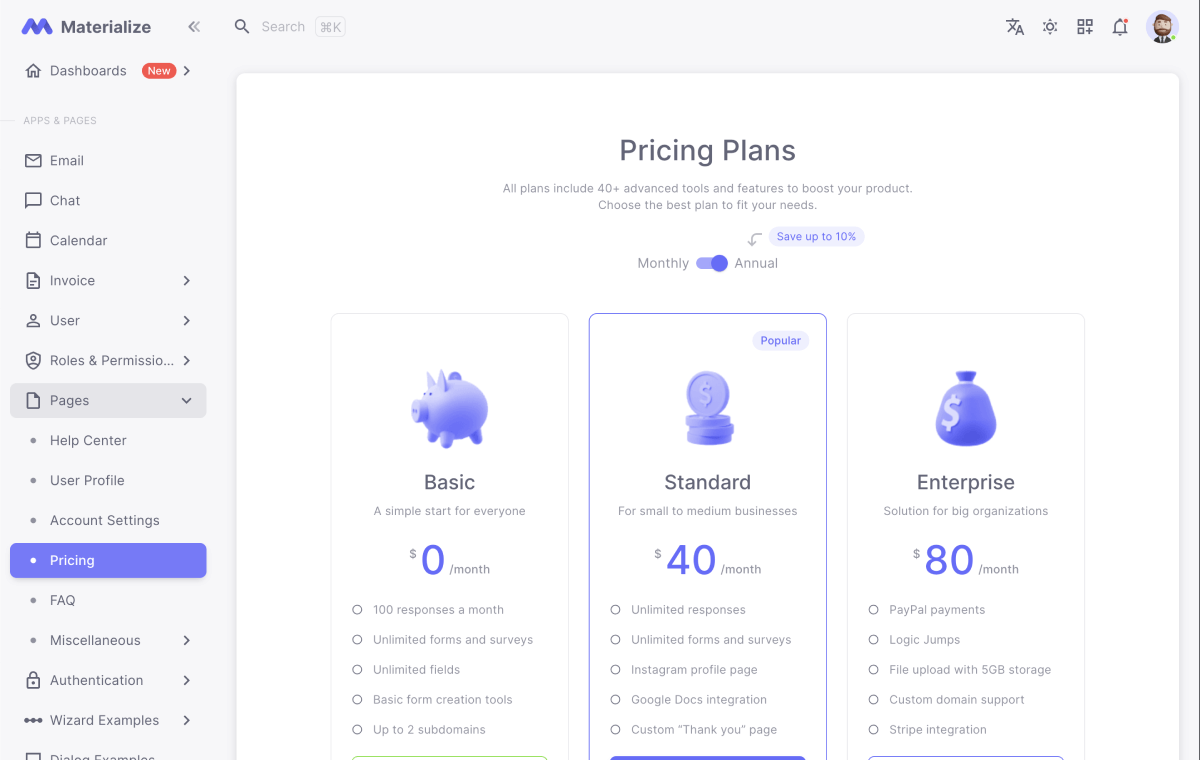 Materialize
Search ⌘K
Dashboards New
APPS & PAGES
Email
Chat
Calendar
Invoice
User
Roles & Permissio...
Pages
Help Center
User Profile
Account Settings
Pricing
FAQ
Miscellaneous
Authentication
Wizard Examples
Dialog Examples
Pricing Plans
All plans include 40+ advanced tools and features to boost your product.
Choose the best plan to fit your needs.
Save up to 10%
Monthly Annual
Basic
A simple start for everyone
$ 0 /month
100 responses a month
Unlimited forms and surveys
Unlimited fields
Basic form creation tools
Up to 2 subdomains
Popular
Standard
For small to medium businesses
$ 40 /month
Unlimited responses
Unlimited forms and surveys
Instagram profile page
Google Docs integration
Custom “Thank you” page
Enterprise
Solution for big organizations
$ 80 /month
PayPal payments
Logic Jumps
File upload with 5GB storage
Custom domain support
Stripe integration